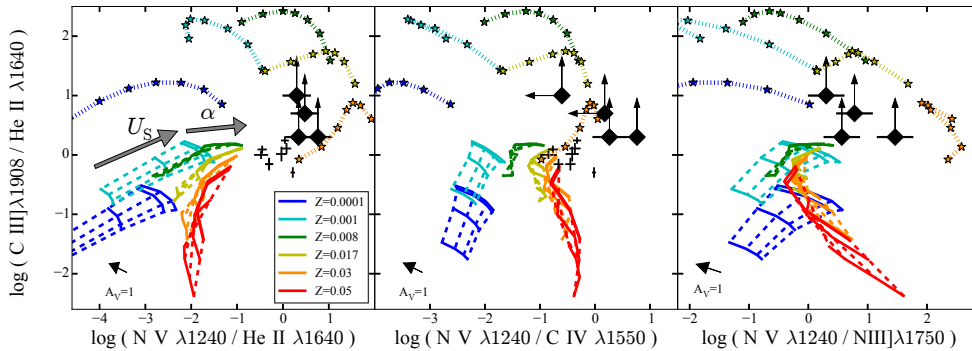 log ( C III]λ1908 / He II λ1640 )
2
1
0
−1
−2
U_S
α
A_V=1
Z=0.0001
Z=0.001
Z=0.008
Z=0.017
Z=0.03
Z=0.05
A_V=1
A_V=1
−4 −3 −2 −1 0 1
−3 −2 −1 0 1
−2 −1 0 1 2
log ( N V λ1240 / He II λ1640 )
log ( N V λ1240 / C IV λ1550 )
log ( N V λ1240 / NIII]λ1750 )